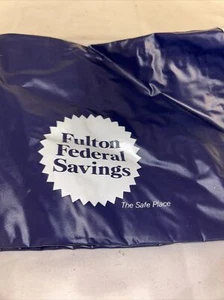 Fulton
Federal
Savings
The Safe Place